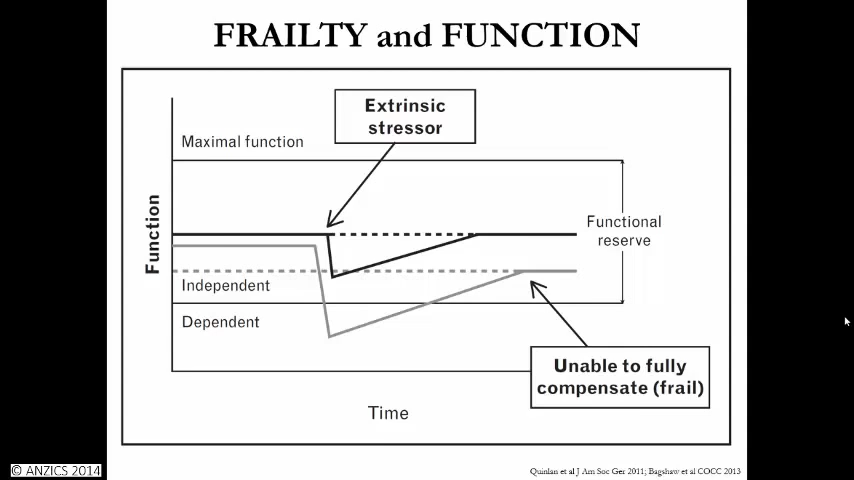 FRAILTY and FUNCTION
Extrinsic
stressor
Maximal function
Function
Functional
reserve
Independent
Dependent
Unable to fully
compensate (frail)
Time
© ANZICS 2014
Quinlan et al J Am Soc Ger 2011; Bagshaw et al COCC 2013